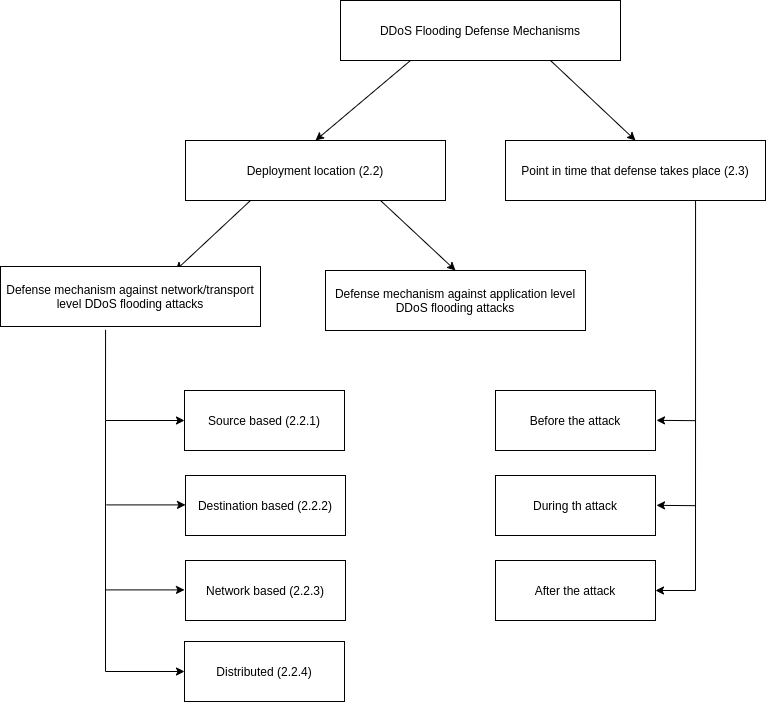 DDoS Flooding Defense Mechanisms
Deployment location (2.2)
Point in time that defense takes place (2.3)
Defense mechanism against network/transport
level DDoS flooding attacks
Defense mechanism against application level
DDoS flooding attacks
Source based (2.2.1)
Before the attack
Destination based (2.2.2)
During th attack
Network based (2.2.3)
After the attack
Distributed (2.2.4)